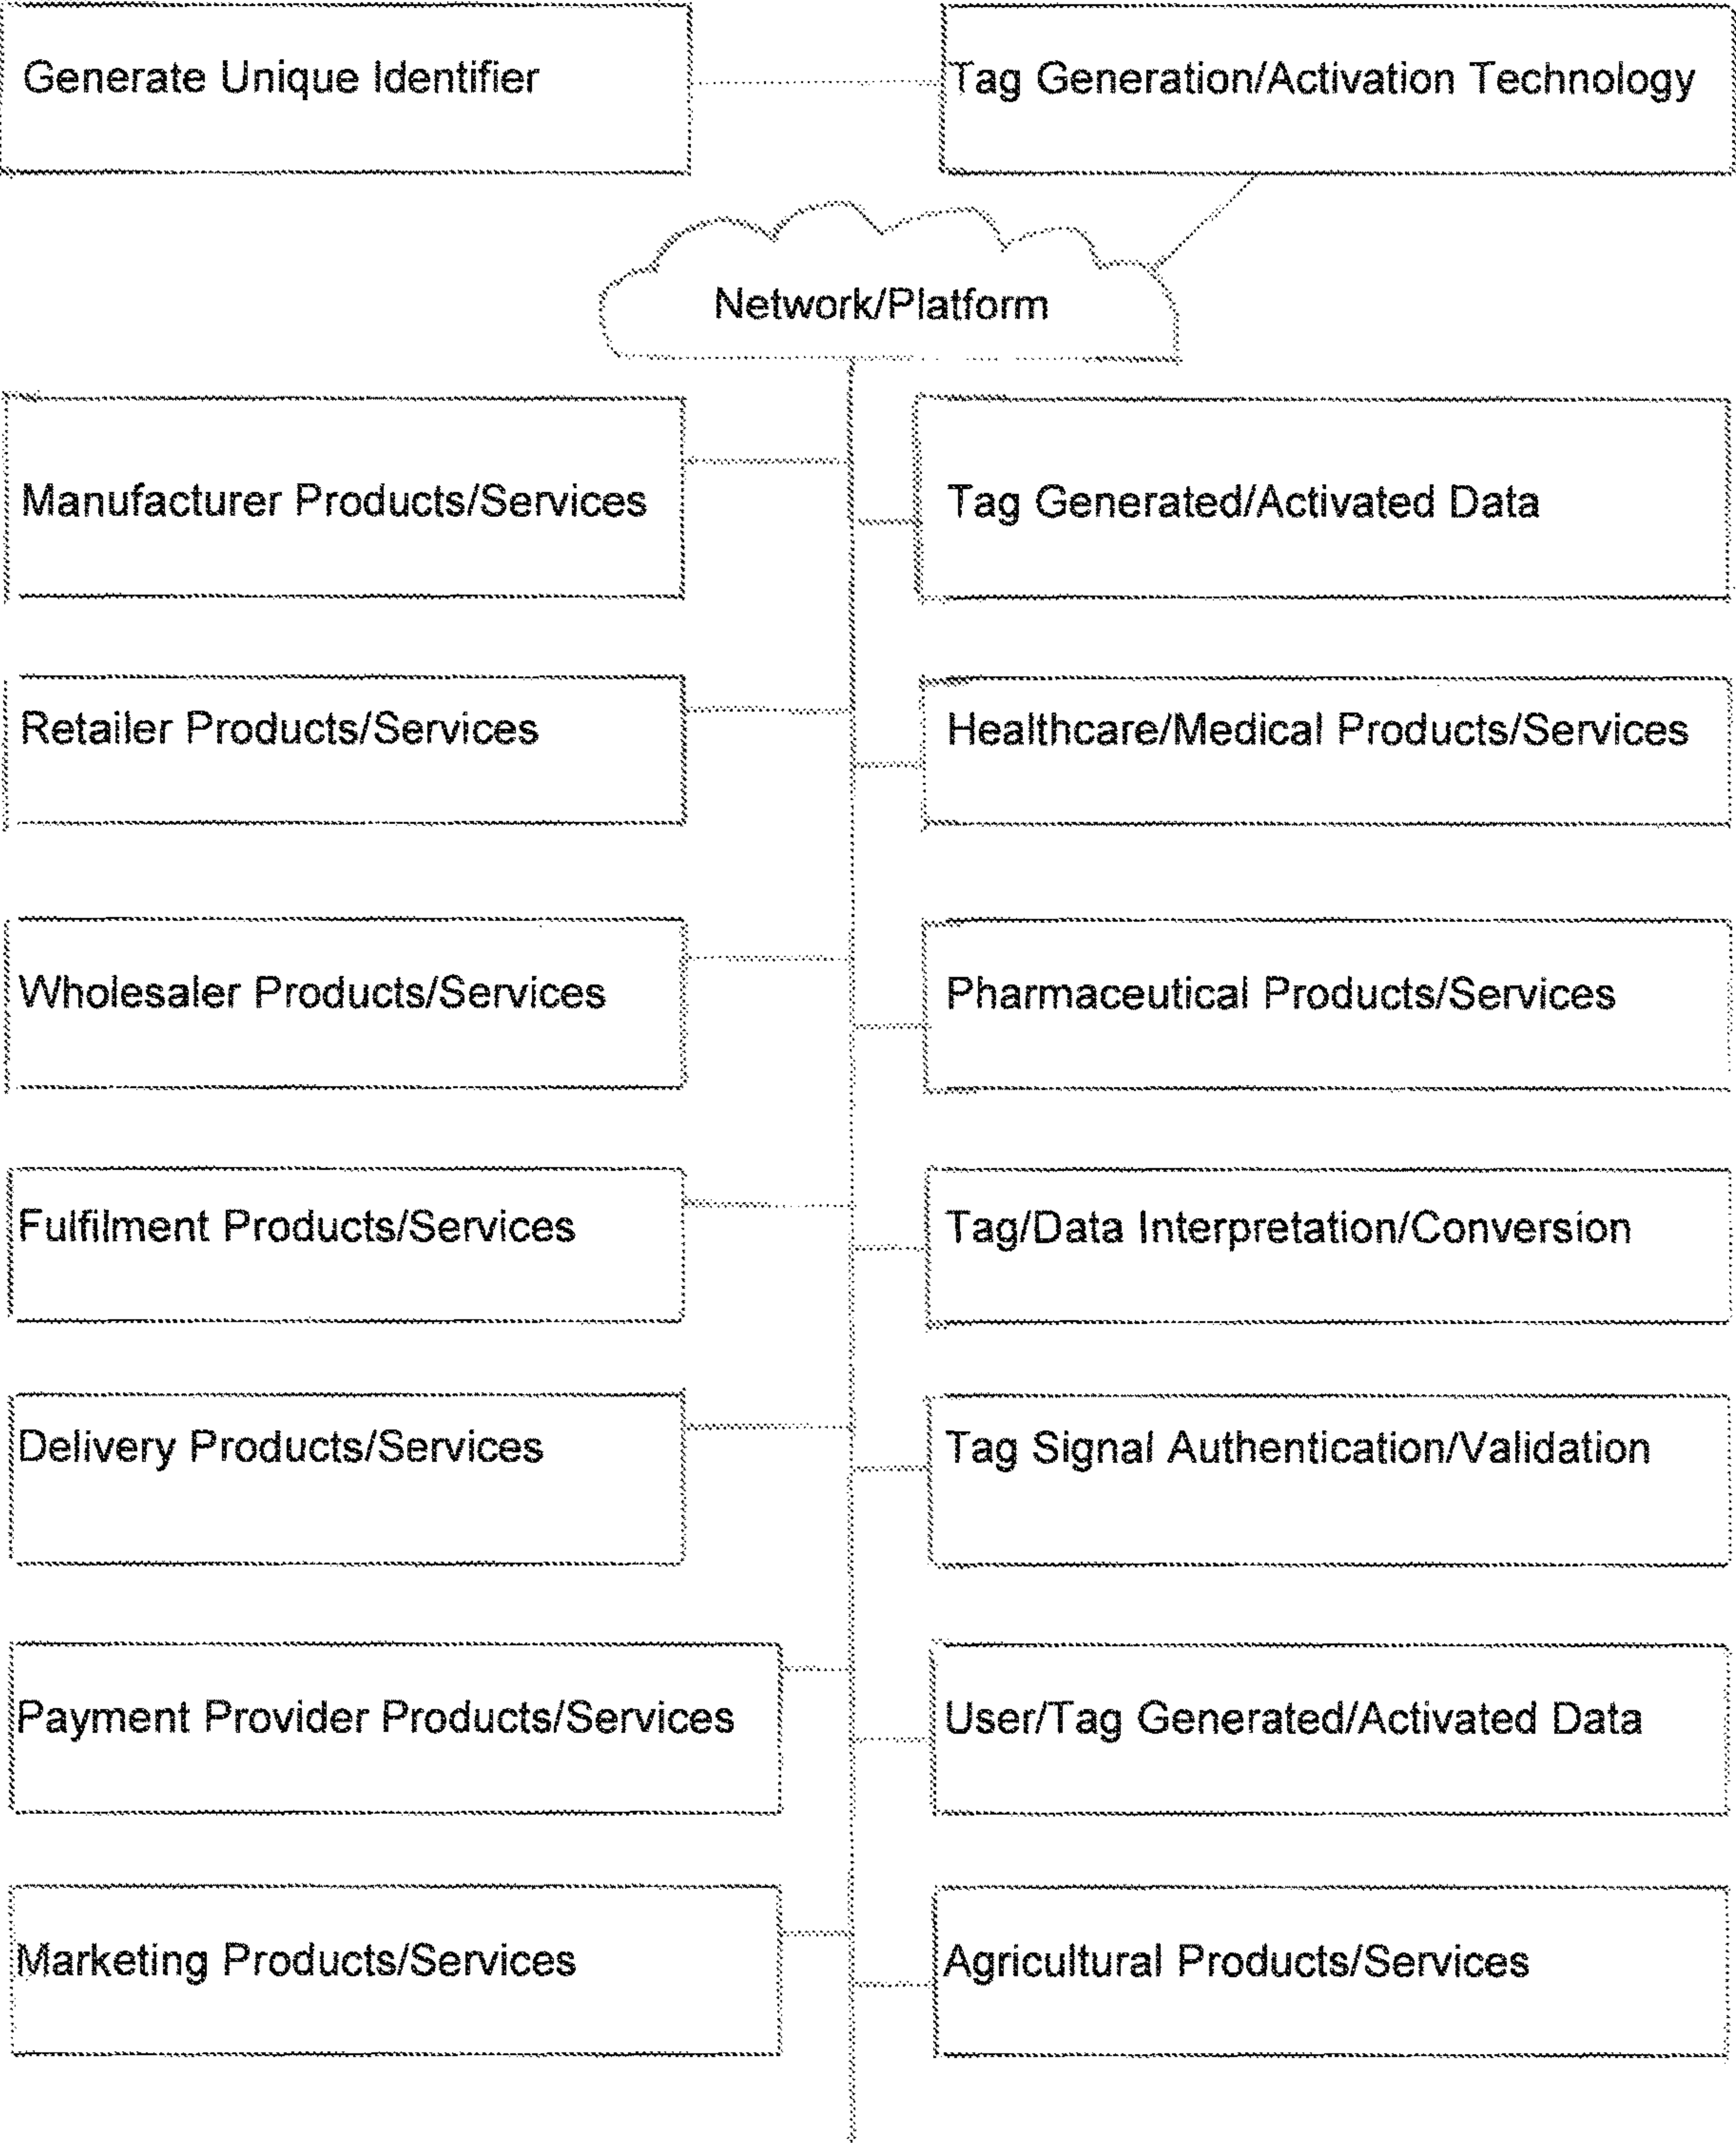 Generate Unique Identifier
Tag Generation/Activation Technology
Network/Platform
Manufacturer Products/Services
Tag Generated/Activated Data
Retailer Products/Services
Healthcare/Medical Products/Services
Wholesaler Products/Services
Pharmaceutical Products/Services
Fulfilment Products/Services
Tag/Data Interpretation/Conversion
Delivery Products/Services
Tag Signal Authentication/Validation
Payment Provider Products/Services
User/Tag Generated/Activated Data
Marketing Products/Services
Agricultural Products/Services